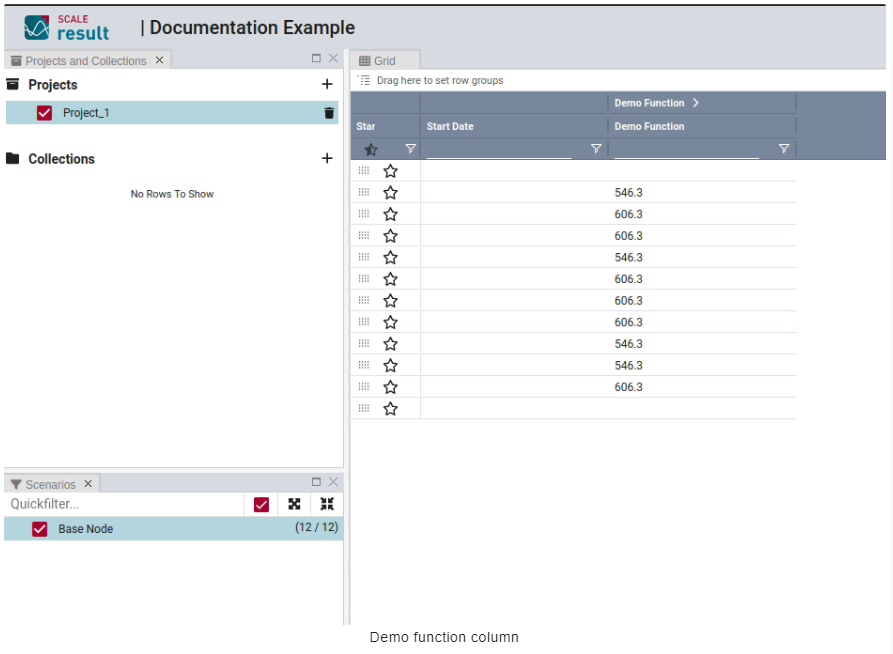 SCALE
result
| Documentation Example
Projects and Collections
Projects
Project_1
Collections
No Rows To Show
Scenarios
Quickfilter...
Base Node
(12 / 12)
Grid
Drag here to set row groups
Demo Function
Star
Start Date
Demo Function
546.3
606.3
606.3
546.3
606.3
606.3
606.3
546.3
546.3
606.3
Demo function column